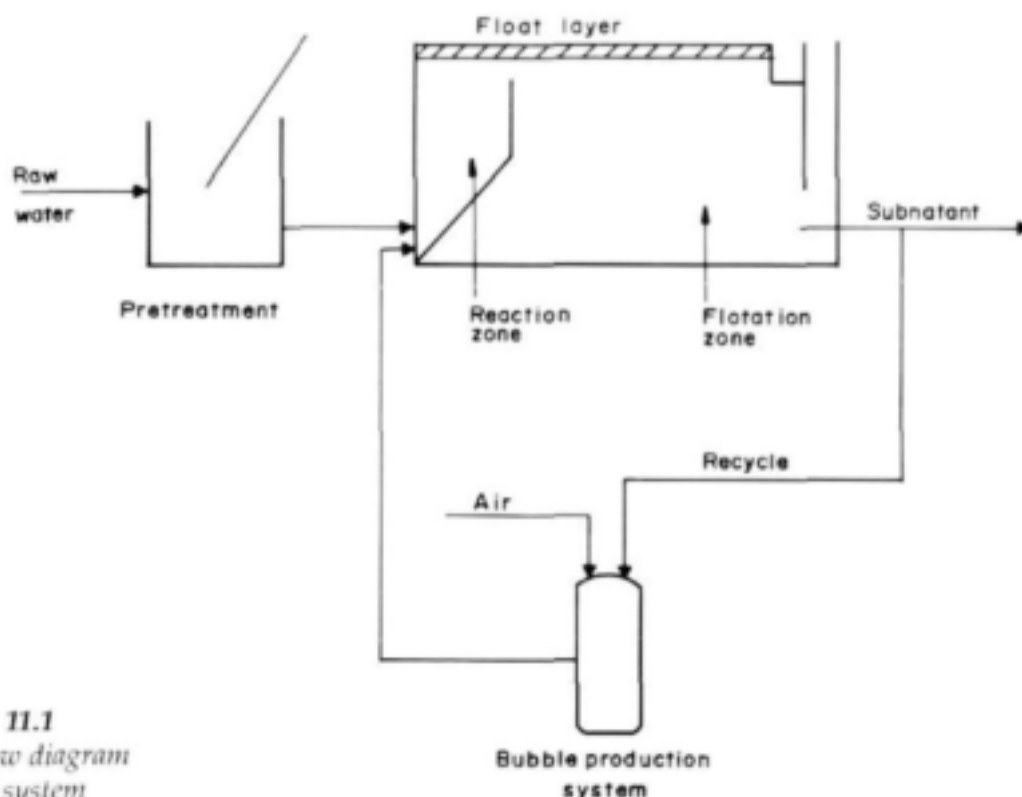 Float layer
Raw
water
Subnatant
Pretreatment
Reaction
zone
Flotation
zone
Recycle
Air
11.1
w diagram
system
Bubble production
system